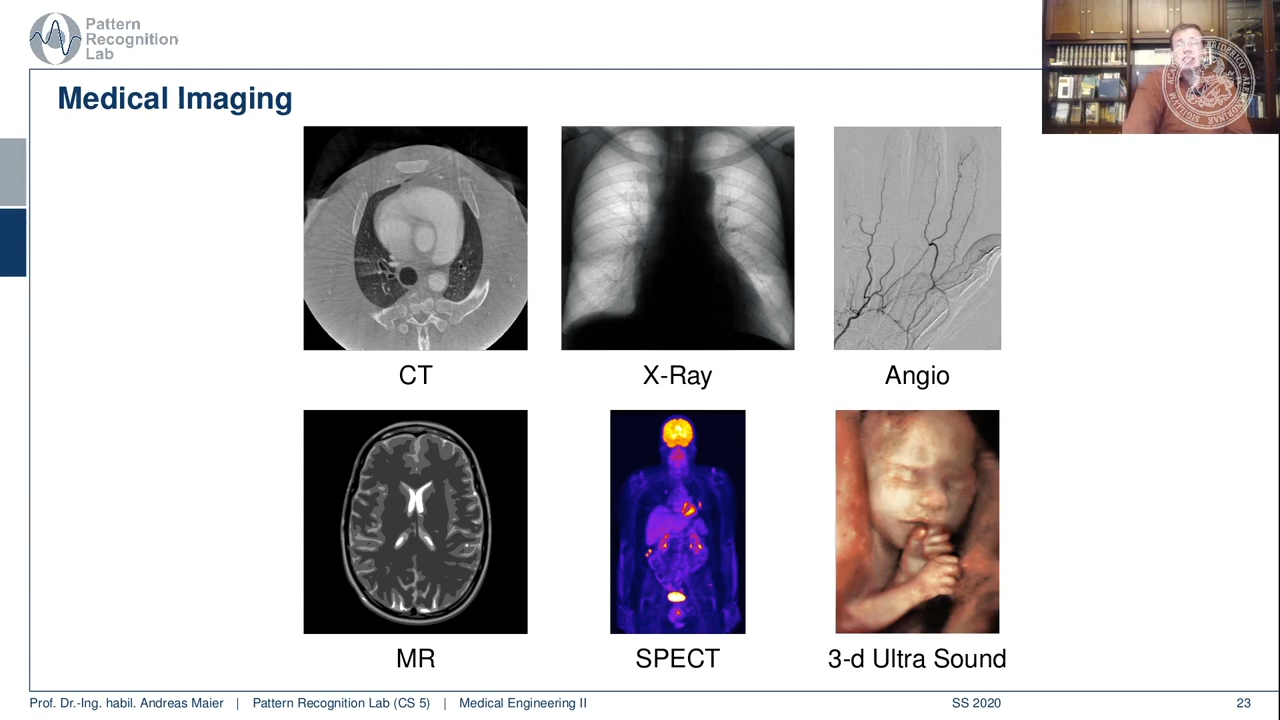 Pattern
Recognition
Lab
Medical Imaging
CT
X-Ray
Angio
MR
SPECT
3-d Ultra Sound
Prof. Dr.-Ing. habil. Andreas Maier | Pattern Recognition Lab (CS 5) | Medical Engineering II
SS 2020
23